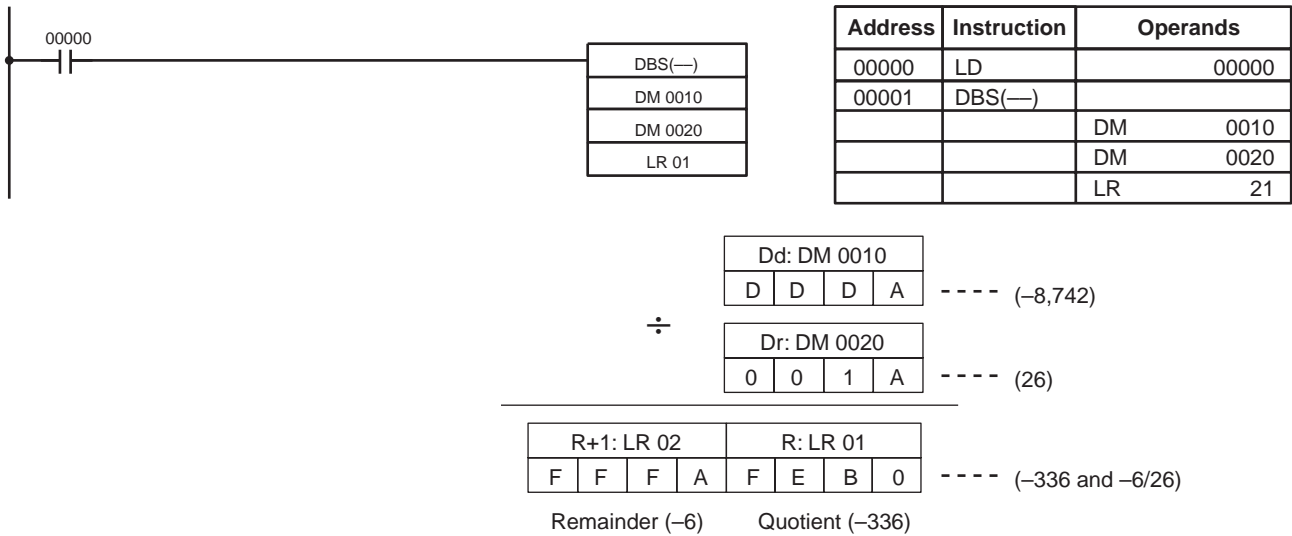 00000
DBS(––)
DM 0010
DM 0020
LR 01
Address Instruction Operands
00000 LD 00000
00001 DBS(––)
DM 0010
DM 0020
LR 21
Dd: DM 0010
D D D A - - - - (–8,742)
÷
Dr: DM 0020
0 0 1 A - - - - (26)
R+1: LR 02 R: LR 01
F F F A F E B 0 - - - - (–336 and –6/26)
Remainder (–6) Quotient (–336)